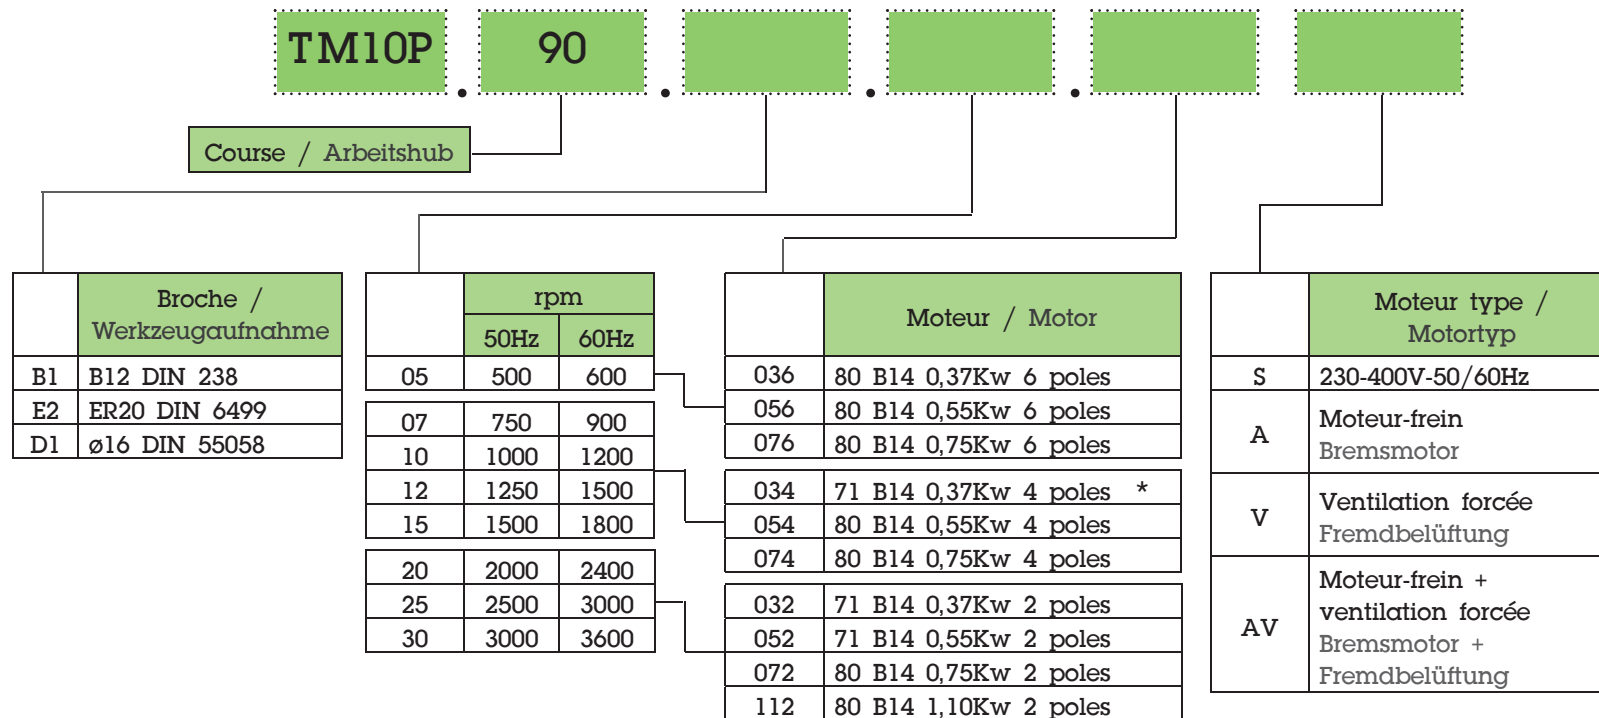 TM10P . 90 . . .
Course / Arbeitshub
Broche /
Werkzeugaufnahme
B1 B12 DIN 238
E2 ER20 DIN 6499
D1 ø16 DIN 55058
rpm
50Hz 60Hz
05 500 600
07 750 900
10 1000 1200
12 1250 1500
15 1500 1800
20 2000 2400
25 2500 3000
30 3000 3600
Moteur / Motor
036 80 B14 0,37Kw 6 poles
056 80 B14 0,55Kw 6 poles
076 80 B14 0,75Kw 6 poles
034 71 B14 0,37Kw 4 poles *
054 80 B14 0,55Kw 4 poles
074 80 B14 0,75Kw 4 poles
032 71 B14 0,37Kw 2 poles
052 71 B14 0,55Kw 2 poles
072 80 B14 0,75Kw 2 poles
112 80 B14 1,10Kw 2 poles
Moteur type /
Motortyp
S 230-400V-50/60Hz
A Moteur-frein
Bremsmotor
V Ventilation forcée
Fremdbelüftung
AV Moteur-frein +
ventilation forcée
Bremsmotor +
Fremdbelüftung